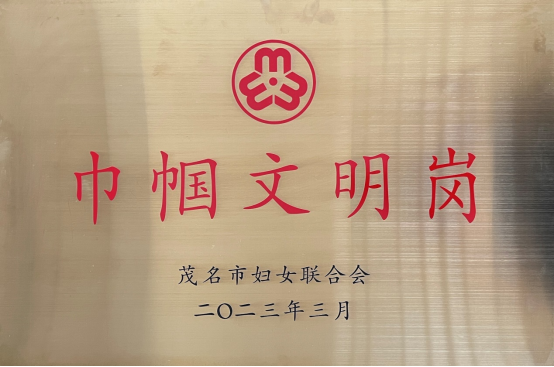 巾帼文明岗
茂名市妇女联合会
二〇二三年三月